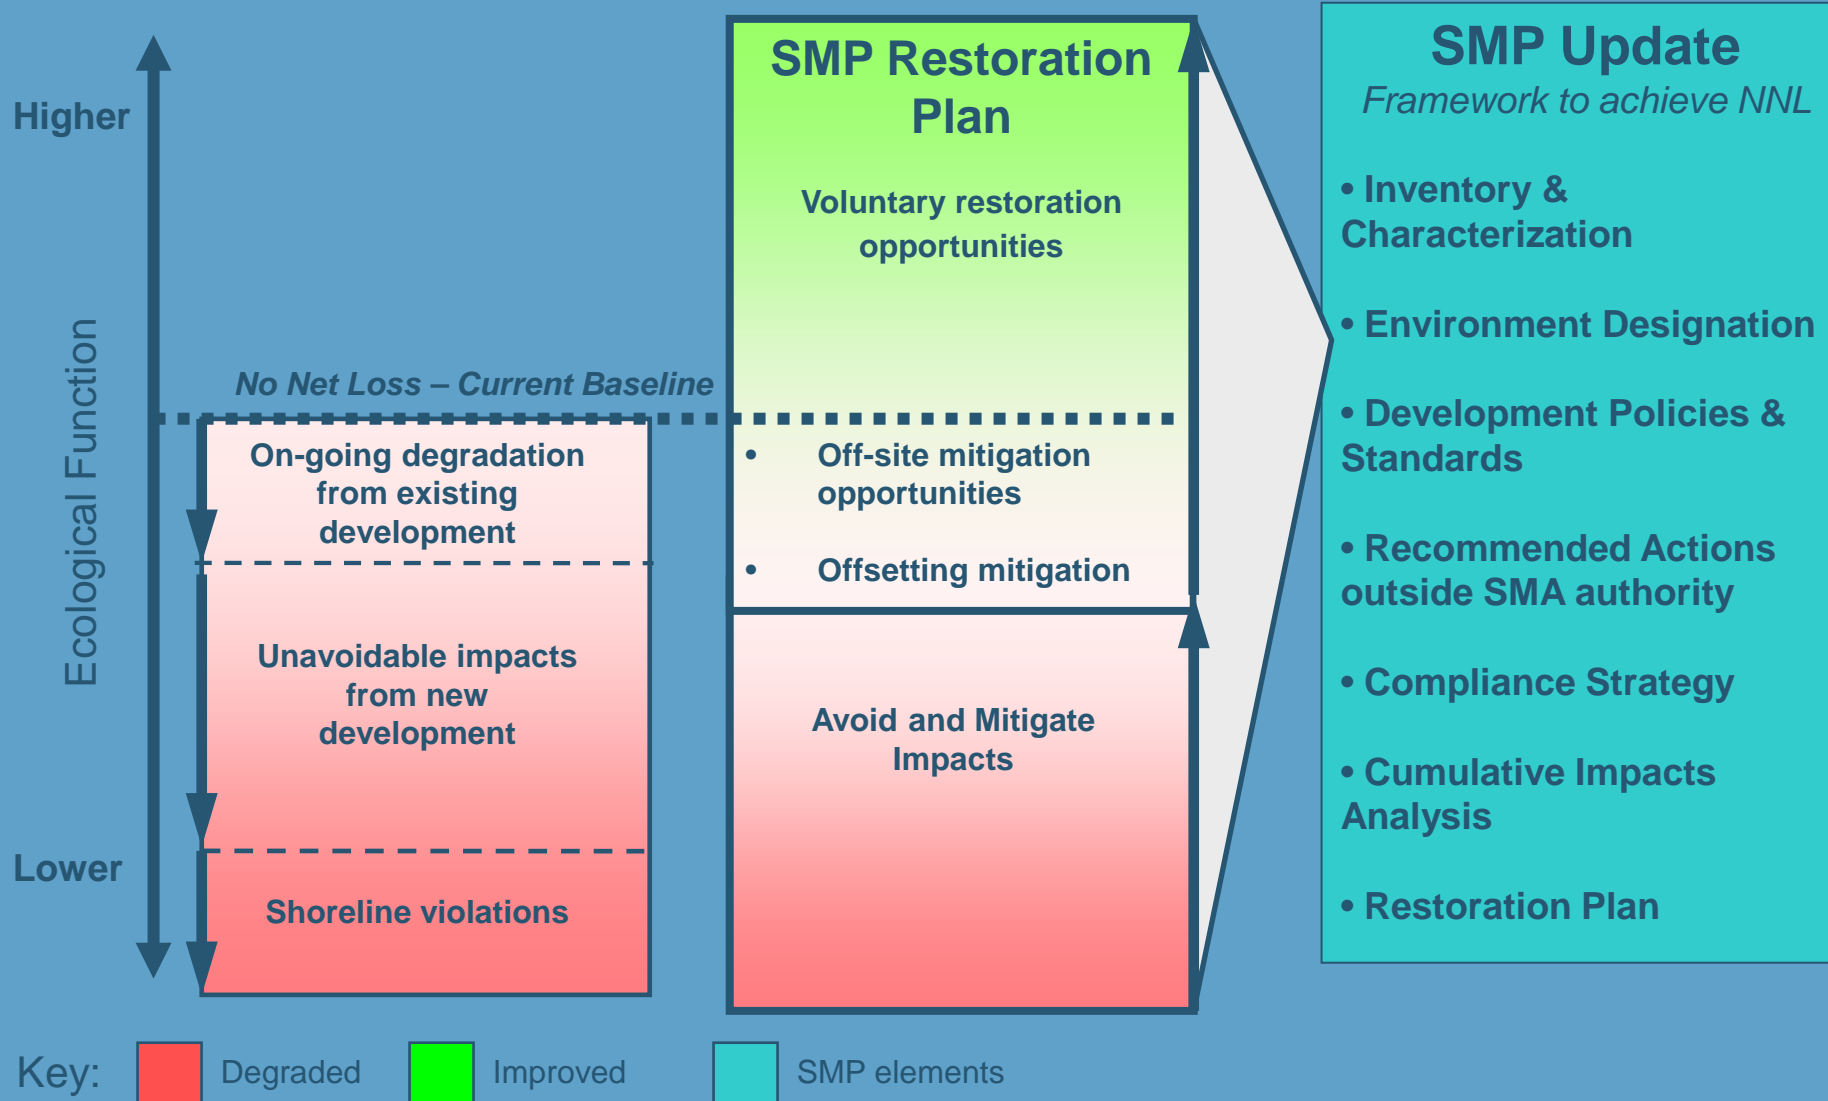 Higher
Ecological Function
Lower
No Net Loss – Current Baseline
On-going degradation
from existing
development
Unavoidable impacts
from new
development
Shoreline violations
SMP Restoration
Plan
Voluntary restoration
opportunities
• Off-site mitigation
opportunities
• Offsetting mitigation
Avoid and Mitigate
Impacts
SMP Update
Framework to achieve NNL
• Inventory &
Characterization
• Environment Designation
• Development Policies &
Standards
• Recommended Actions
outside SMA authority
• Compliance Strategy
• Cumulative Impacts
Analysis
• Restoration Plan
Key:
Degraded
Improved
SMP elements